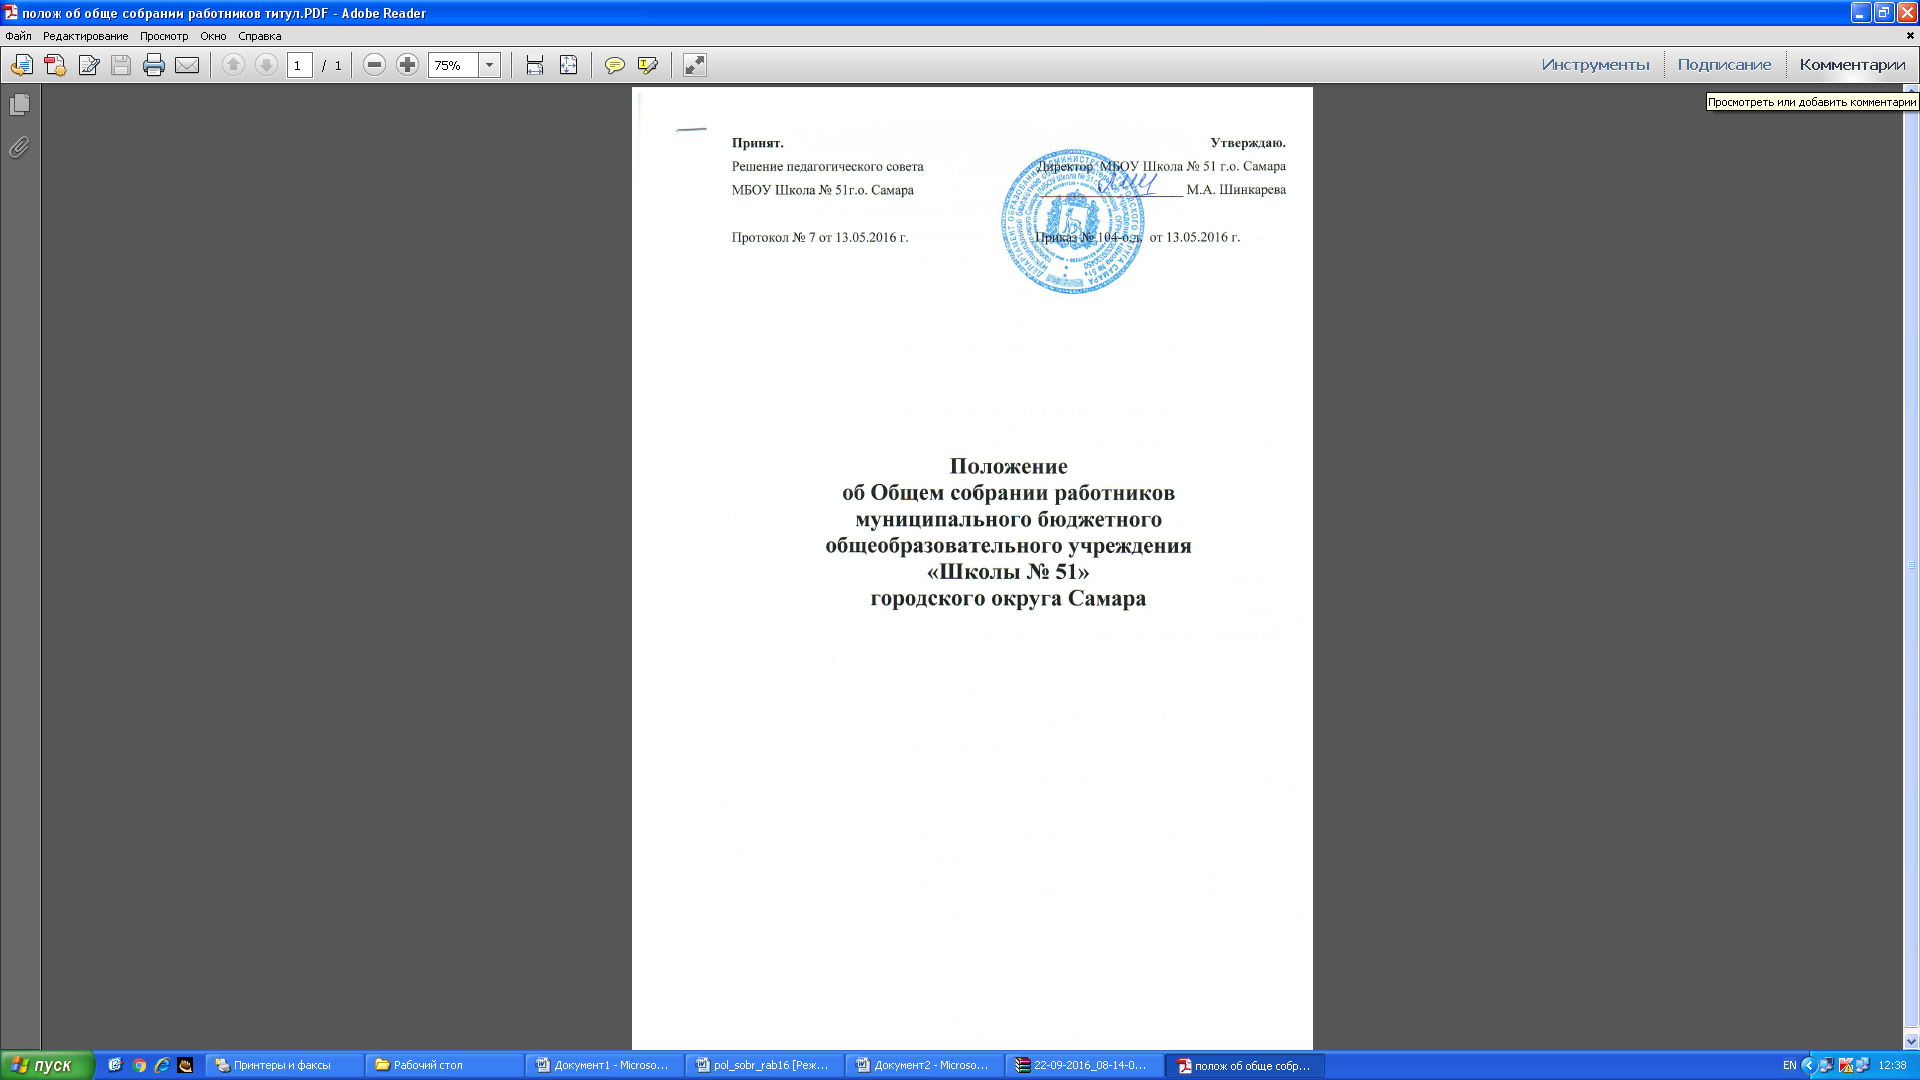 полож об обще собрании работников титул.PDF - Adobe Reader
Файл Редактирование Просмотр Окно Справка
1 / 1 75% Инструменты Подписание Комментарии
Просмотреть или добавить комментарии
Принят. Утверждаю.
Решение педагогического совета Директор МБОУ Школа № 51 г.о. Самара
МБОУ Школа № 51г.о. Самара М.А. Шинкарева
Протокол № 7 от 13.05.2016 г. Приказ № 104-од. от 13.05.2016 г.
Положение
об Общем собрании работников
муниципального бюджетного
общеобразовательного учреждения
«Школы № 51»
городского округа Самара
пуск Принтеры и факсы Рабочий стол Документ1 - Microso... pol_sobr_rab16 [Реж... Документ2 - Microso... 22-09-2016_08-14-0... полож об обще собр... EN 12:38